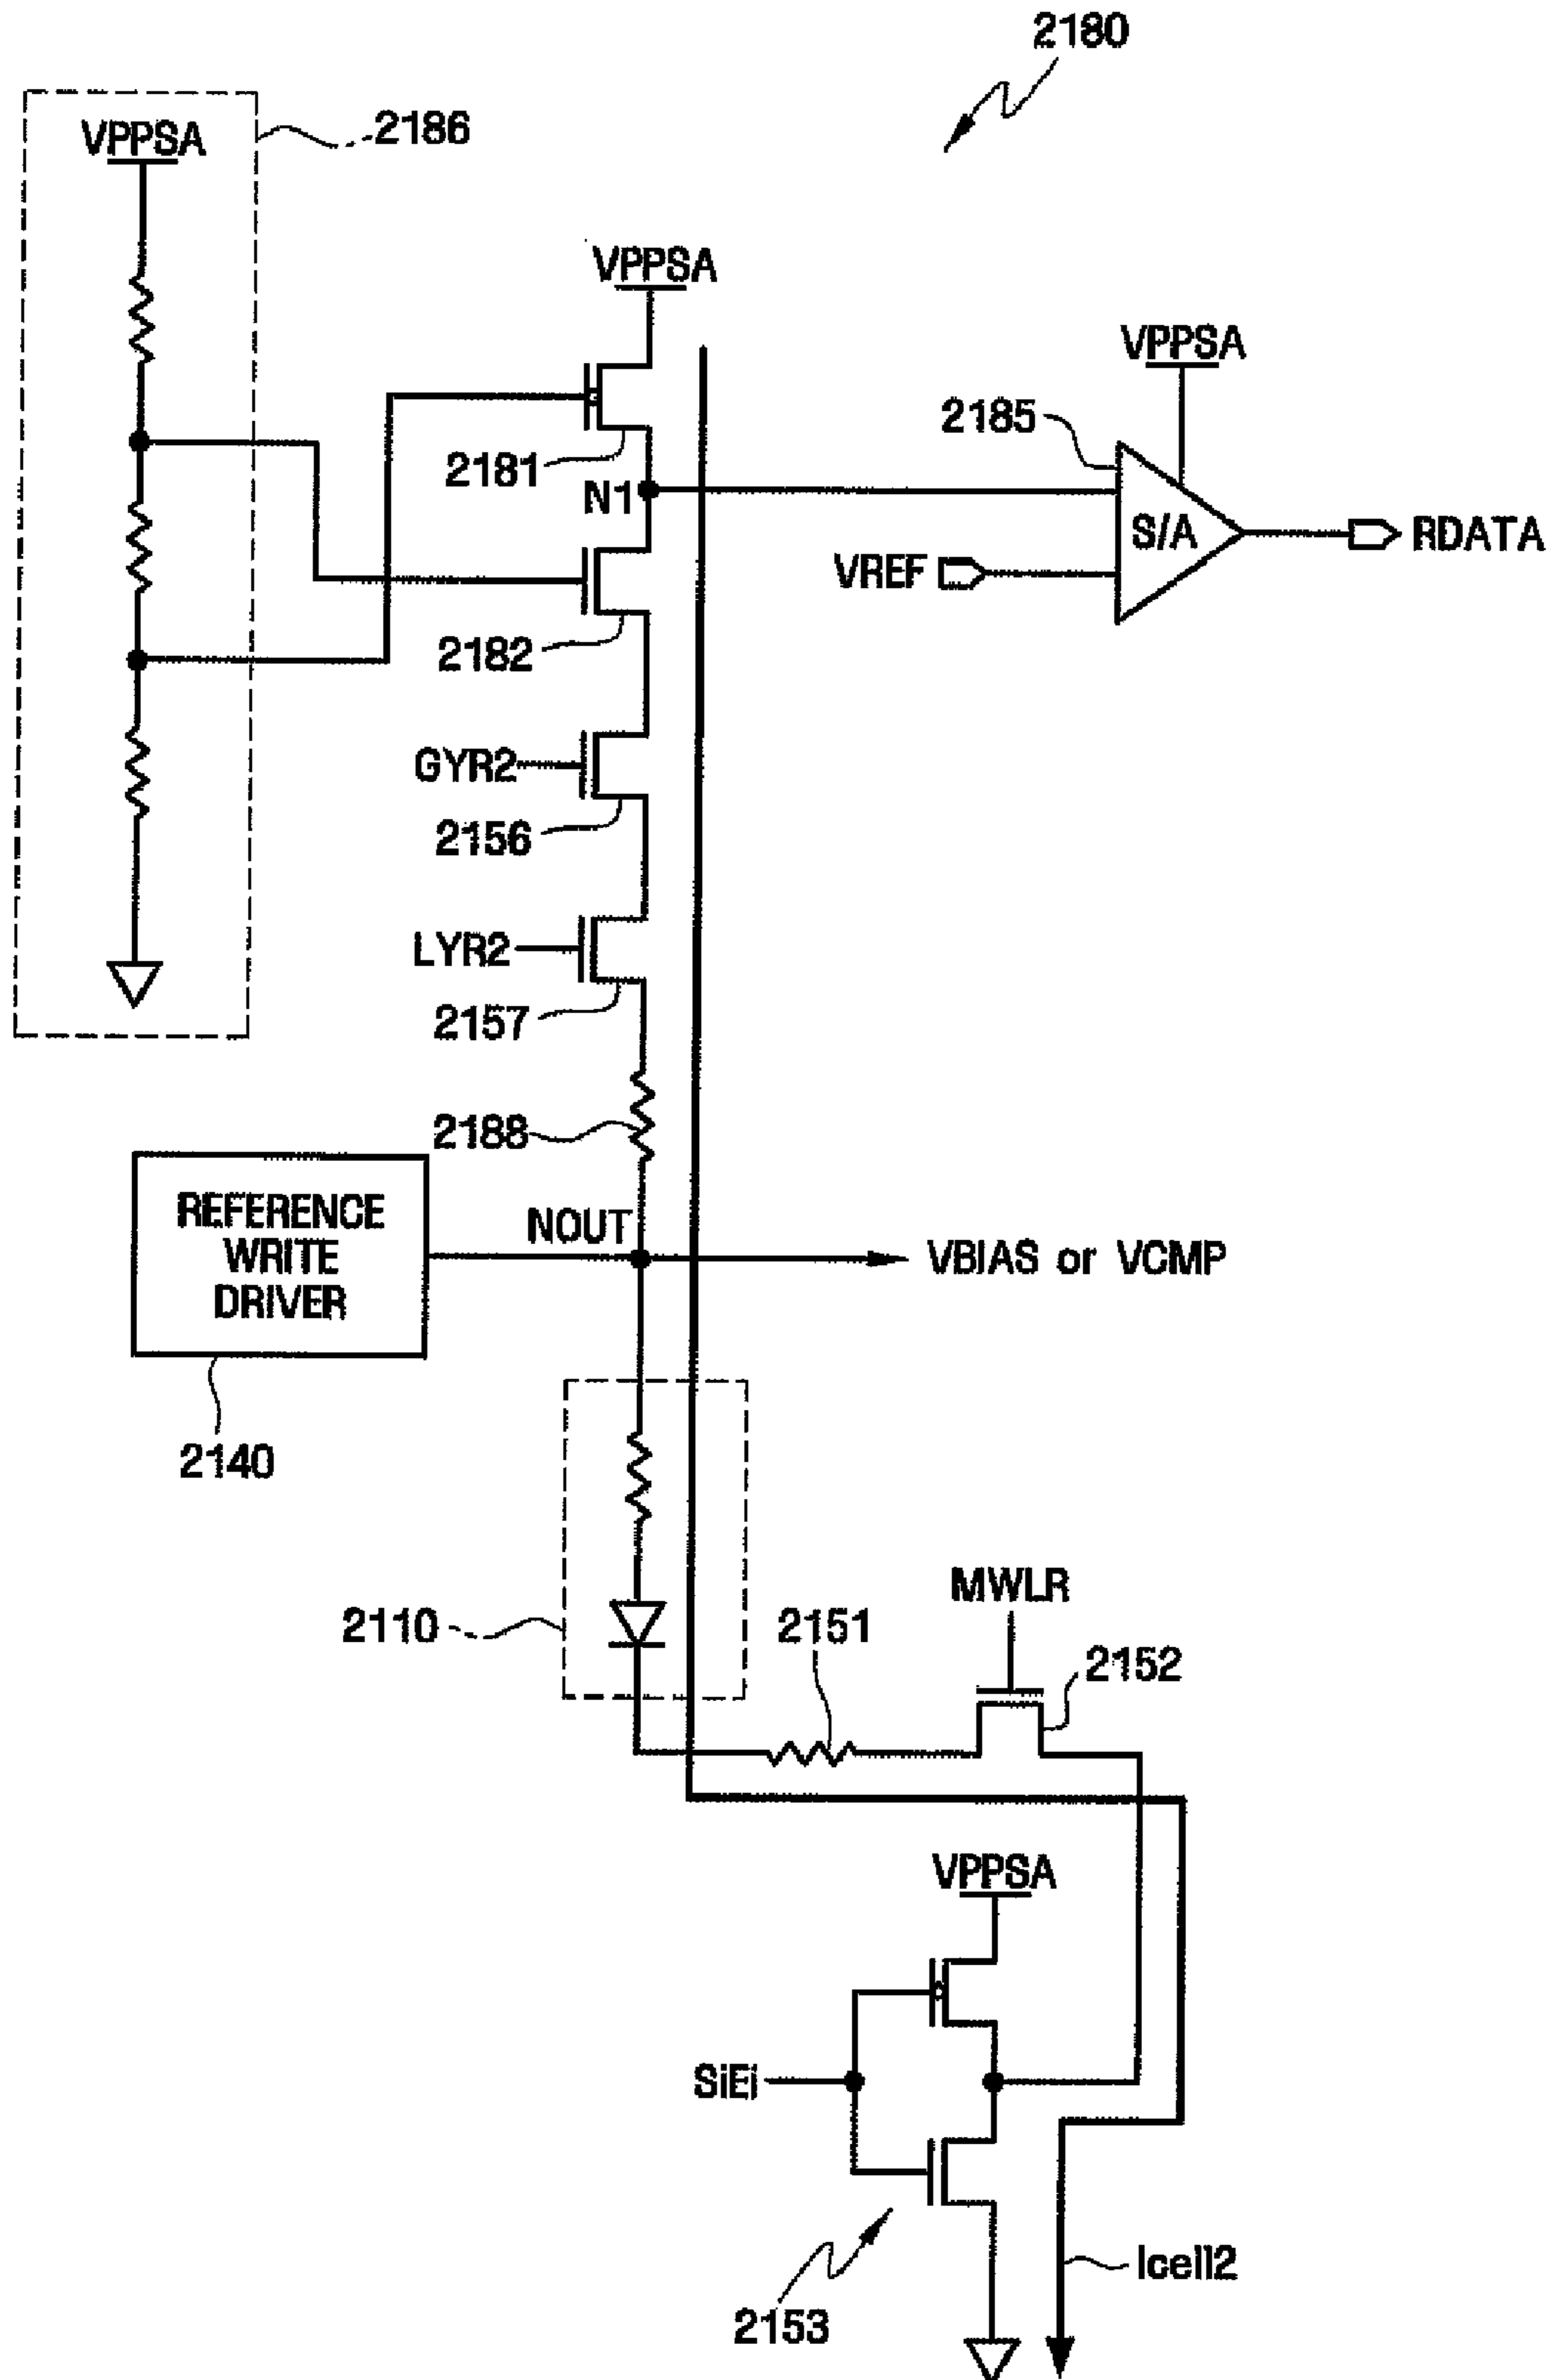 2180
VPPSA
2186
VPPSA
VPPSA
2185
2181
N1
S/A
RDATA
VREF
2182
GYR2
2156
LYR2
2157
2188
REFERENCE
WRITE
DRIVER
NOUT
VBIAS or VCMP
2140
MWLR
2110
2151
2152
VPPSA
SiEj
Icell2
2153